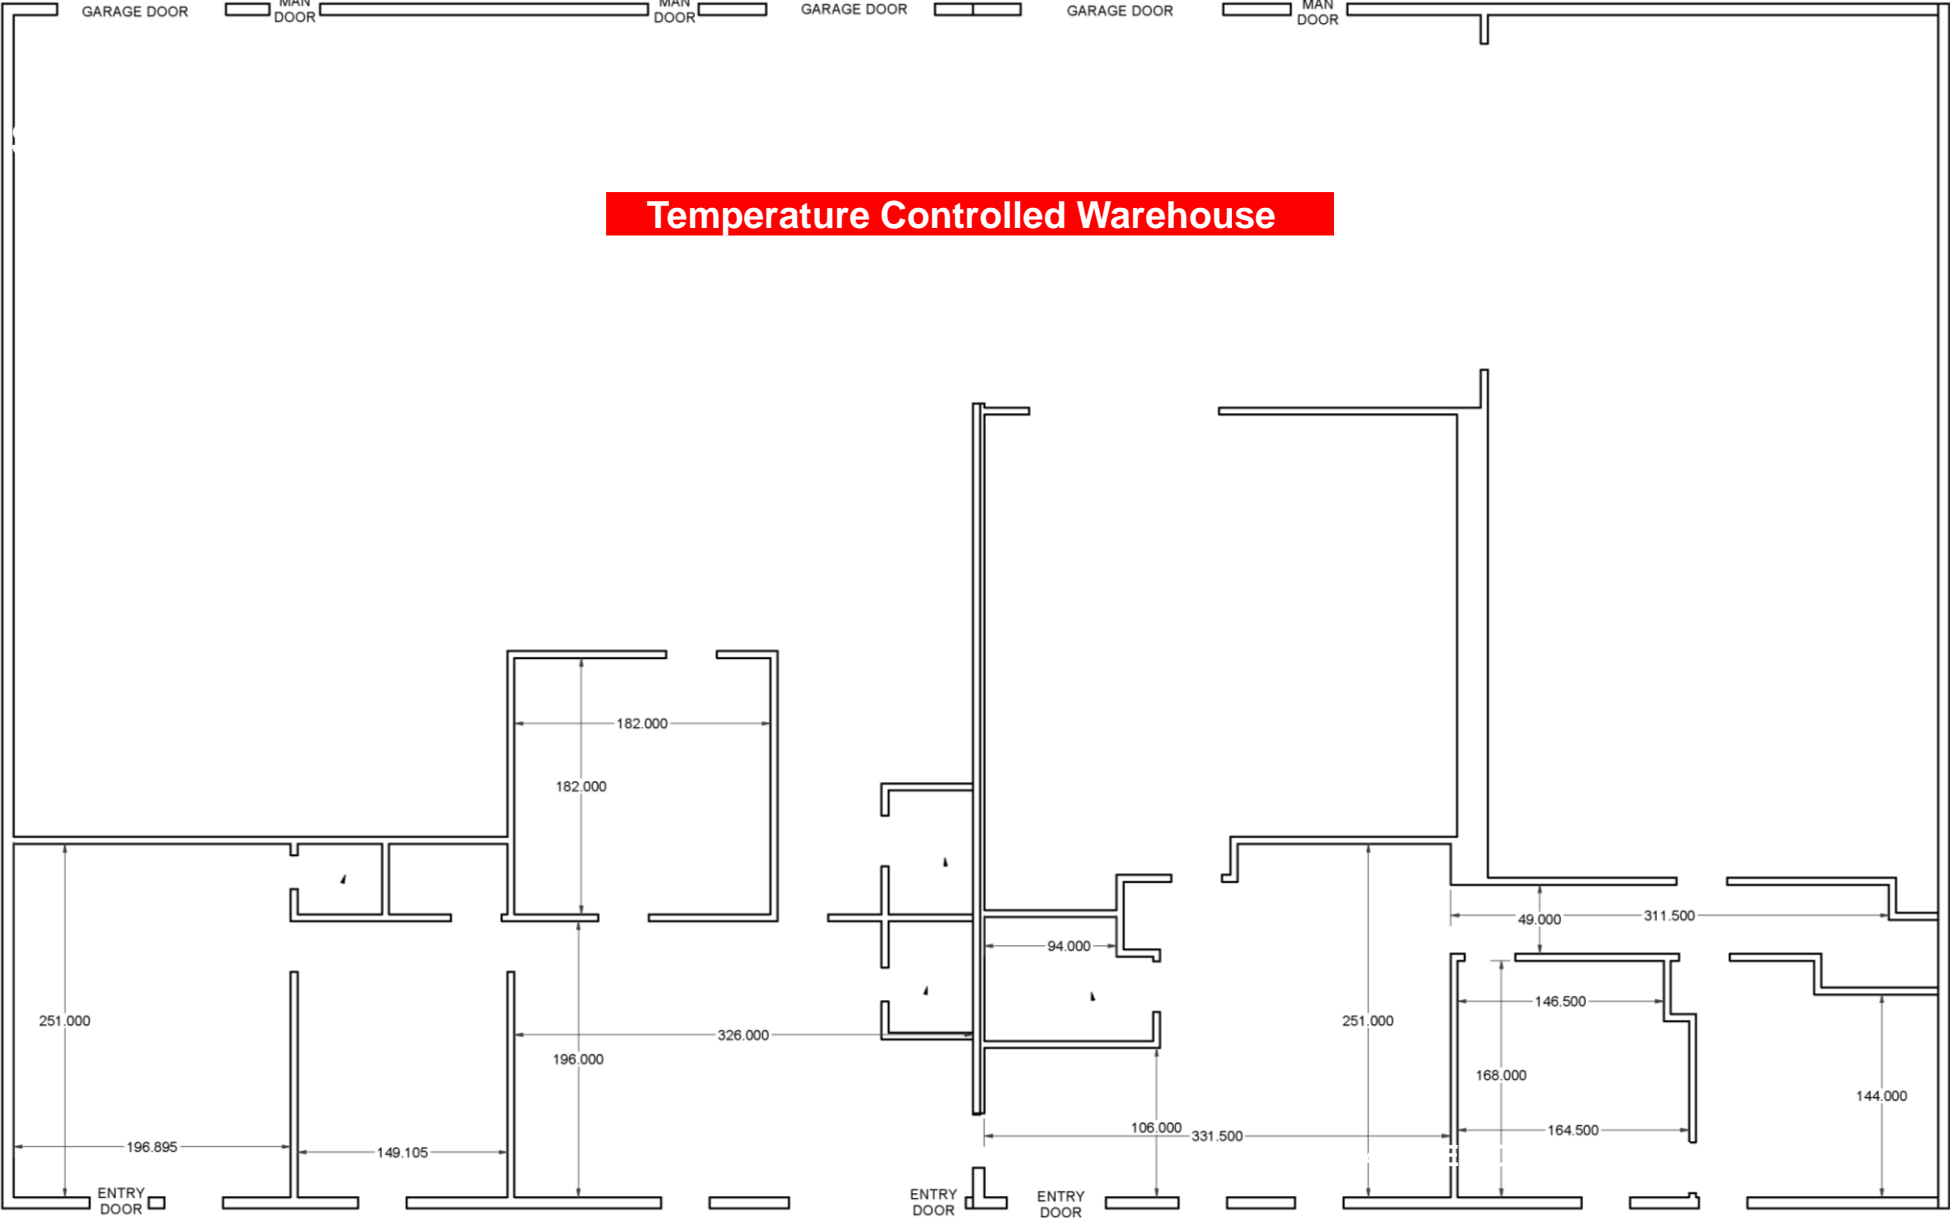 GARAGE DOOR
MAN
DOOR
MAN
DOOR
GARAGE DOOR
GARAGE DOOR
MAN
DOOR
Temperature Controlled Warehouse
182.000
182.000
94.000
49.000
311.500
146.500
251.000
326.000
196.000
251.000
168.000
144.000
196.895
149.105
106.000
331.500
164.500
ENTRY
DOOR
ENTRY
DOOR
ENTRY
DOOR